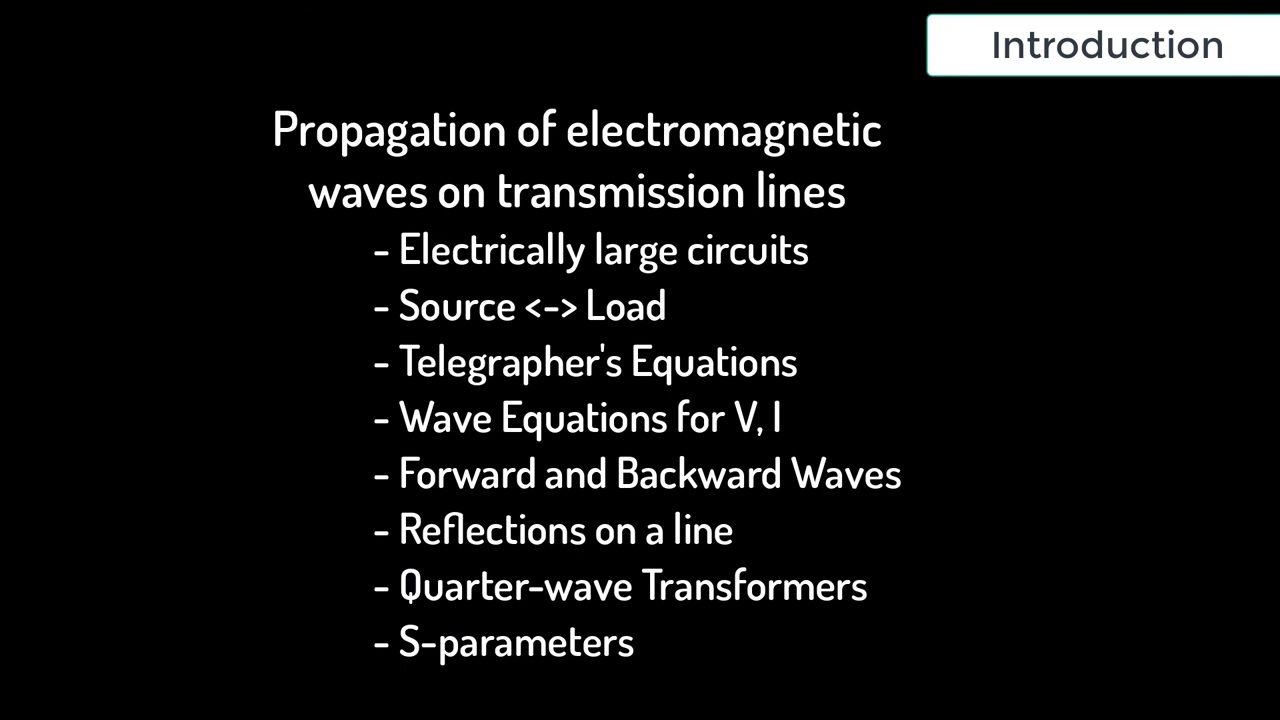 Introduction
Propagation of electromagnetic
waves on transmission lines
- Electrically large circuits
- Source <-> Load
- Telegrapher's Equations
- Wave Equations for V, I
- Forward and Backward Waves
- Reflections on a line
- Quarter-wave Transformers
- S-parameters